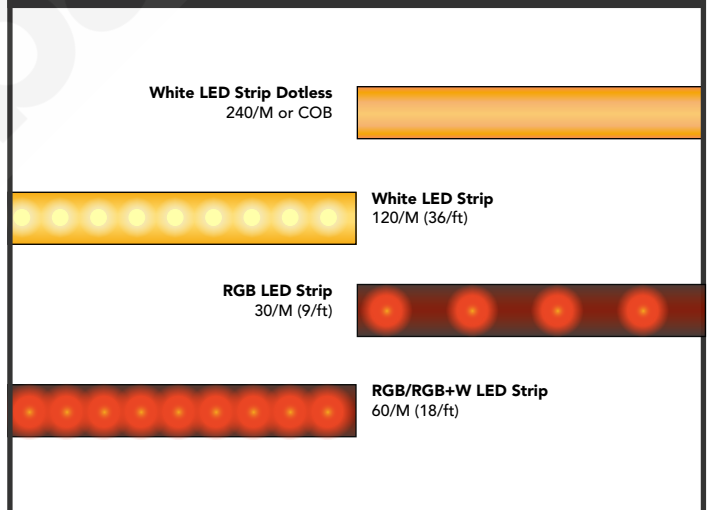 White LED Strip Dotless
240/M or COB
White LED Strip
120/M (36/ft)
RGB LED Strip
30/M (9/ft)
RGB/RGB+W LED Strip
60/M (18/ft)